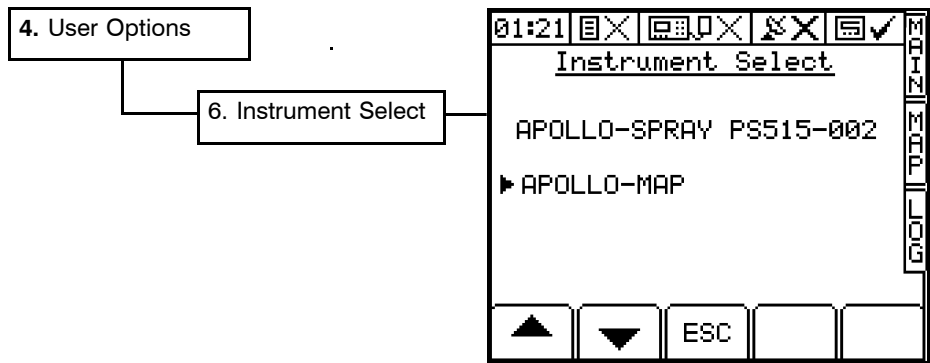 4. User Options
6. Instrument Select
01:21
Instrument Select
APOLLO-SPRAY PS515-002
APOLLO-MAP
MAIN
MAP
LOG
ESC